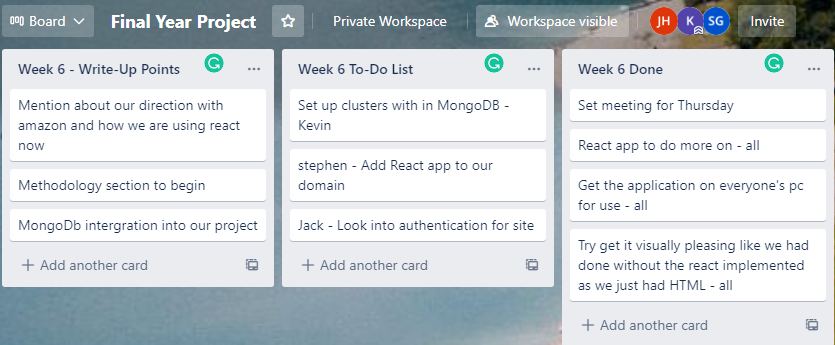 Board
Final Year Project
Private Workspace
Workspace visible
JH
K
SG
Invite
Week 6 - Write-Up Points
Mention about our direction with
amazon and how we are using react
now
Methodology section to begin
MongoDb intergration into our project
Add another card
Week 6 To-Do List
Set up clusters with in MongoDB -
Kevin
stephen - Add React app to our
domain
Jack - Look into authentication for site
Add another card
Week 6 Done
Set meeting for Thursday
React app to do more on - all
Get the application on everyone's pc
for use - all
Try get it visually pleasing like we had
done without the react implemented
as we just had HTML - all
Add another card